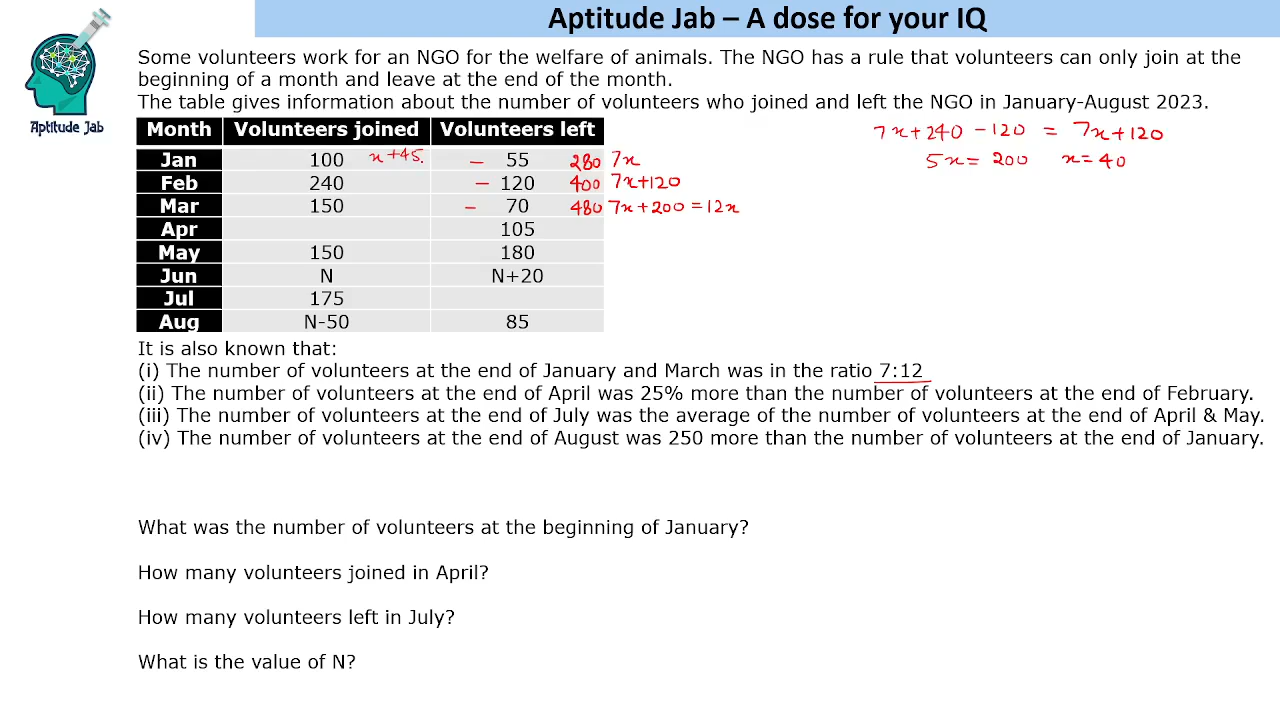 Aptitude Jab – A dose for your IQ
Aptitude Jab
Some volunteers work for an NGO for the welfare of animals. The NGO has a rule that volunteers can only join at the
beginning of a month and leave at the end of the month.
The table gives information about the number of volunteers who joined and left the NGO in January-August 2023.
Month Volunteers joined Volunteers left
7x+240 -120 = 7x+120
Jan 100 x+45 - 55 280 7x
5x = 200 x=40
Feb 240 - 120 400 7x+120
Mar 150 - 70 480 7x+200 =12x
Apr 105
May 150 180
Jun N N+20
Jul 175
Aug N-50 85
It is also known that:
(i) The number of volunteers at the end of January and March was in the ratio 7:12
(ii) The number of volunteers at the end of April was 25% more than the number of volunteers at the end of February.
(iii) The number of volunteers at the end of July was the average of the number of volunteers at the end of April & May.
(iv) The number of volunteers at the end of August was 250 more than the number of volunteers at the end of January.
What was the number of volunteers at the beginning of January?
How many volunteers joined in April?
How many volunteers left in July?
What is the value of N?